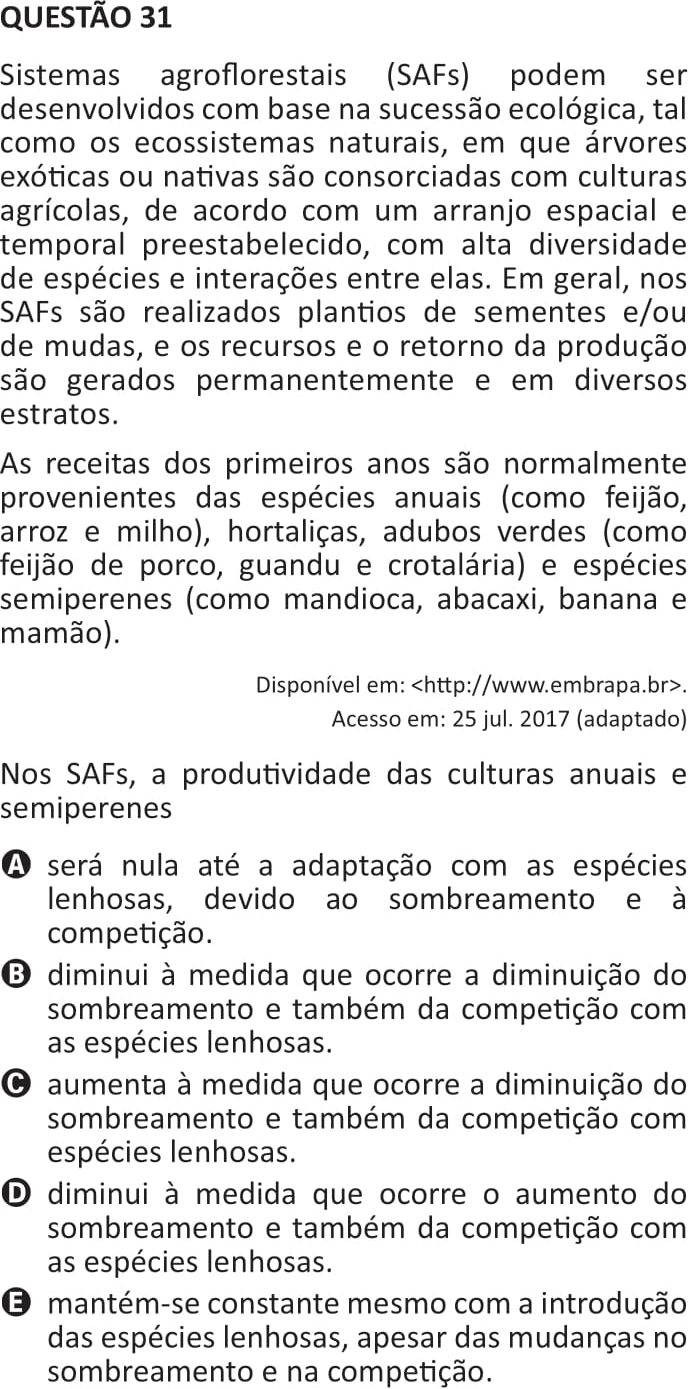 QUESTÃO 31
Sistemas agroflorestais (SAFs) podem ser
desenvolvidos com base na sucessão ecológica, tal
como os ecossistemas naturais, em que árvores
exóticas ou nativas são consorciadas com culturas
agrícolas, de acordo com um arranjo espacial e
temporal preestabelecido, com alta diversidade
de espécies e interações entre elas. Em geral, nos
SAFs são realizados plantios de sementes e/ou
de mudas, e os recursos e o retorno da produção
são gerados permanentemente e em diversos
estratos.
As receitas dos primeiros anos são normalmente
provenientes das espécies anuais (como feijão,
arroz e milho), hortaliças, adubos verdes (como
feijão de porco, guandu e crotalária) e espécies
semiperenes (como mandioca, abacaxi, banana e
mamão).
Disponível em: <http://www.embrapa.br>.
Acesso em: 25 jul. 2017 (adaptado)
Nos SAFs, a produtividade das culturas anuais e
semiperenes
A será nula até a adaptação com as espécies
lenhosas, devido ao sombreamento e à
competição.
B diminui à medida que ocorre a diminuição do
sombreamento e também da competição com
as espécies lenhosas.
C aumenta à medida que ocorre a diminuição do
sombreamento e também da competição com
espécies lenhosas.
D diminui à medida que ocorre o aumento do
sombreamento e também da competição com
as espécies lenhosas.
E mantém-se constante mesmo com a introdução
das espécies lenhosas, apesar das mudanças no
sombreamento e na competição.